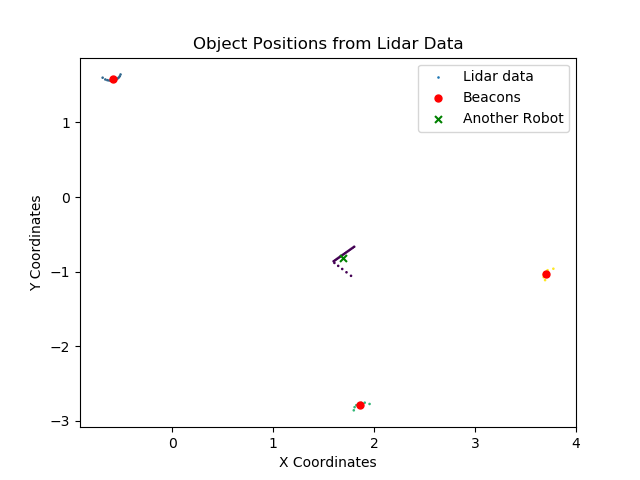 Object Positions from Lidar Data
Lidar data
Beacons
Another Robot
Y Coordinates
1
0
−1
−2
−3
0
1
2
3
4
X Coordinates